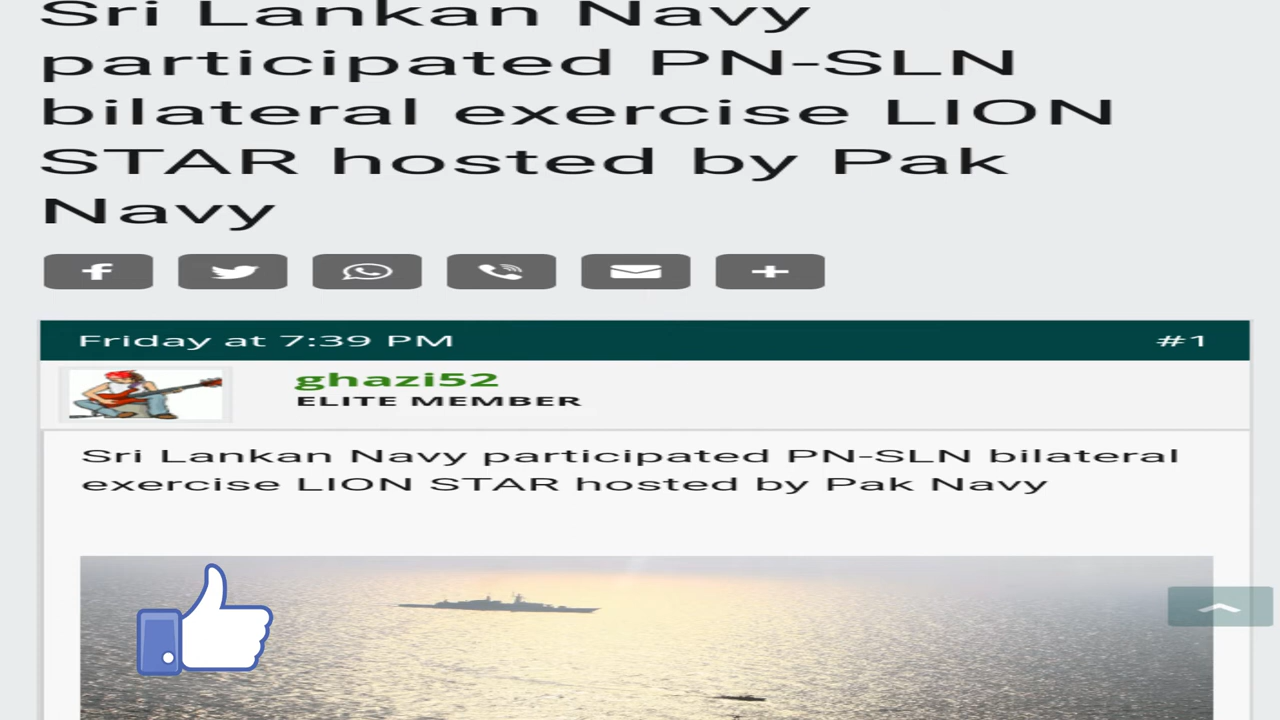 Sri Lankan Navy
participated PN-SLN
bilateral exercise LION
STAR hosted by Pak
Navy
Friday at 7:39 PM #1
ghazi52
ELITE MEMBER
Sri Lankan Navy participated PN-SLN bilateral
exercise LION STAR hosted by Pak Navy